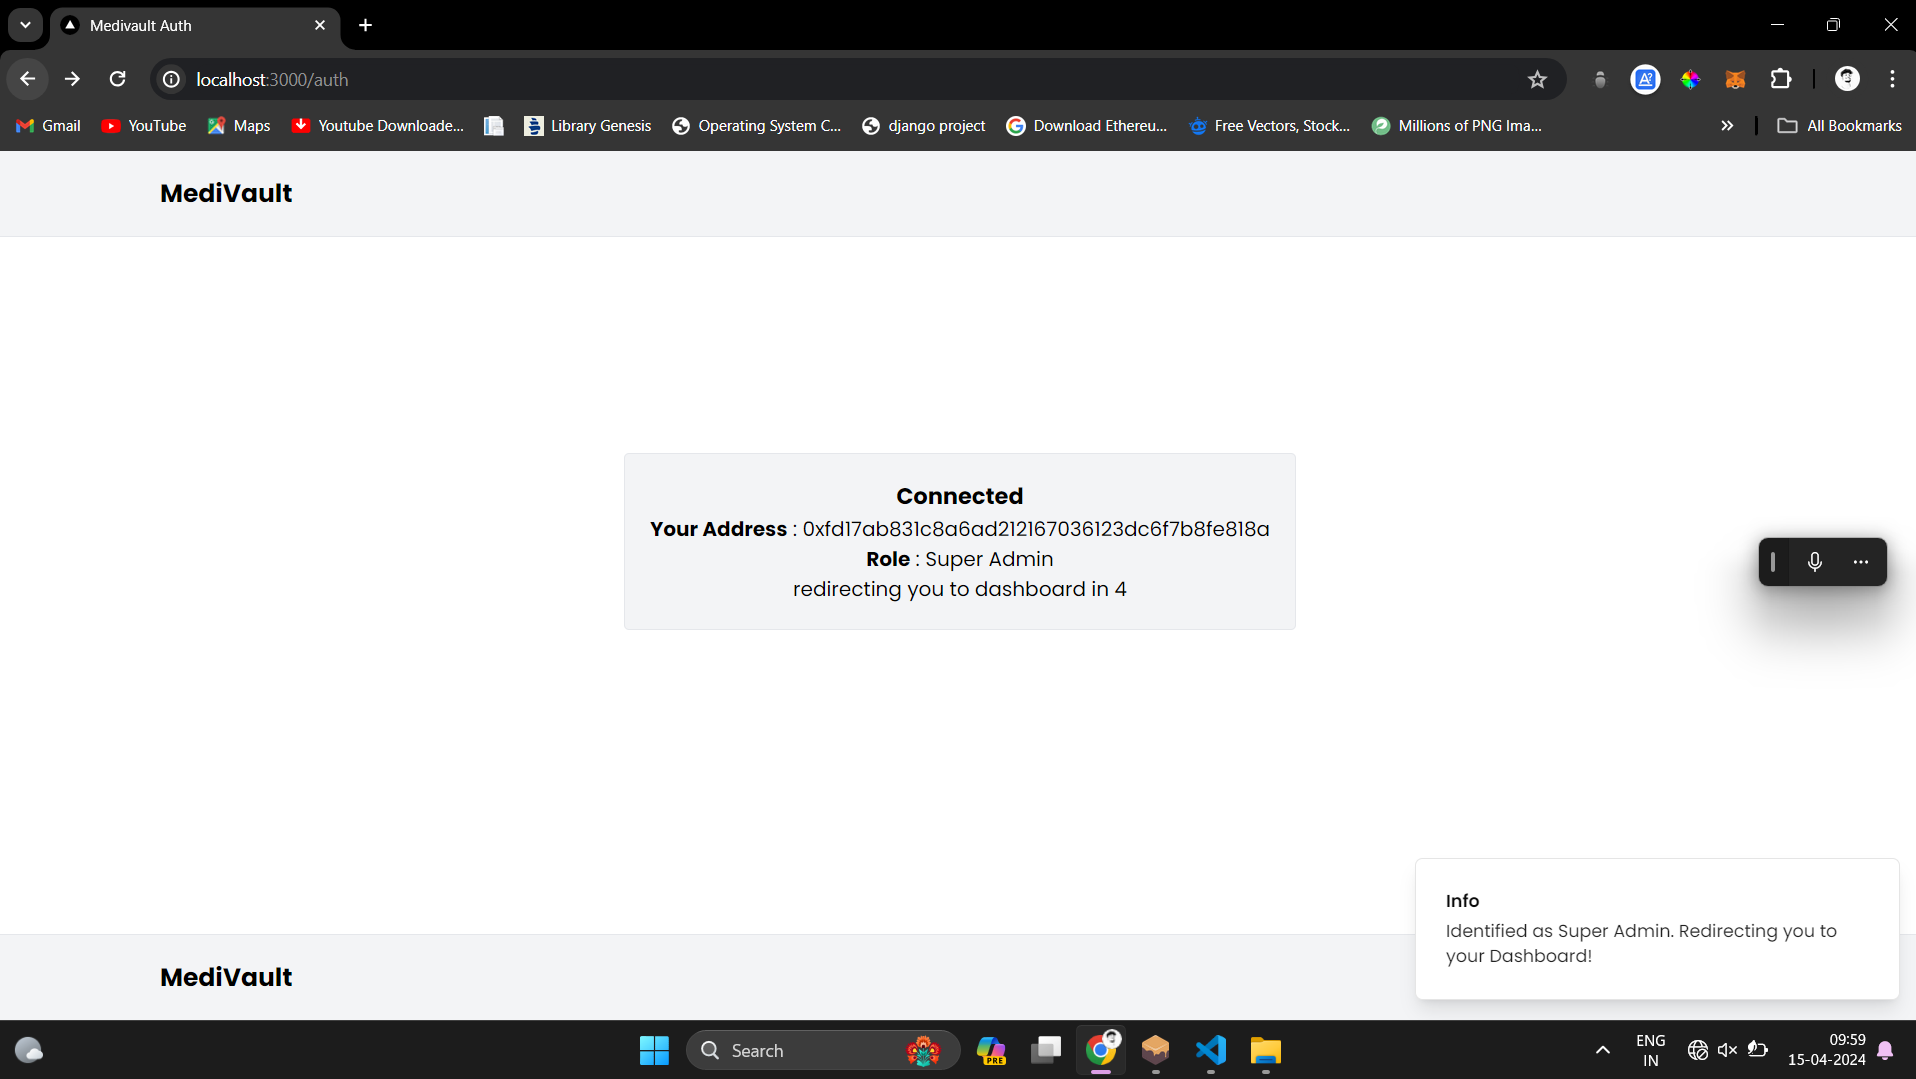 Medivault Auth
localhost:3000/auth
Gmail YouTube Maps Youtube Downloade... Library Genesis Operating System C... django project Download Ethereu... Free Vectors, Stock... Millions of PNG Ima... All Bookmarks
MediVault
Connected
Your Address : 0xfd17ab831c8a6ad212167036123dc6f7b8fe818a
Role : Super Admin
redirecting you to dashboard in 4
Info
Identified as Super Admin. Redirecting you to
your Dashboard!
MediVault
Search
PRE
ENG
IN
09:59
15-04-2024